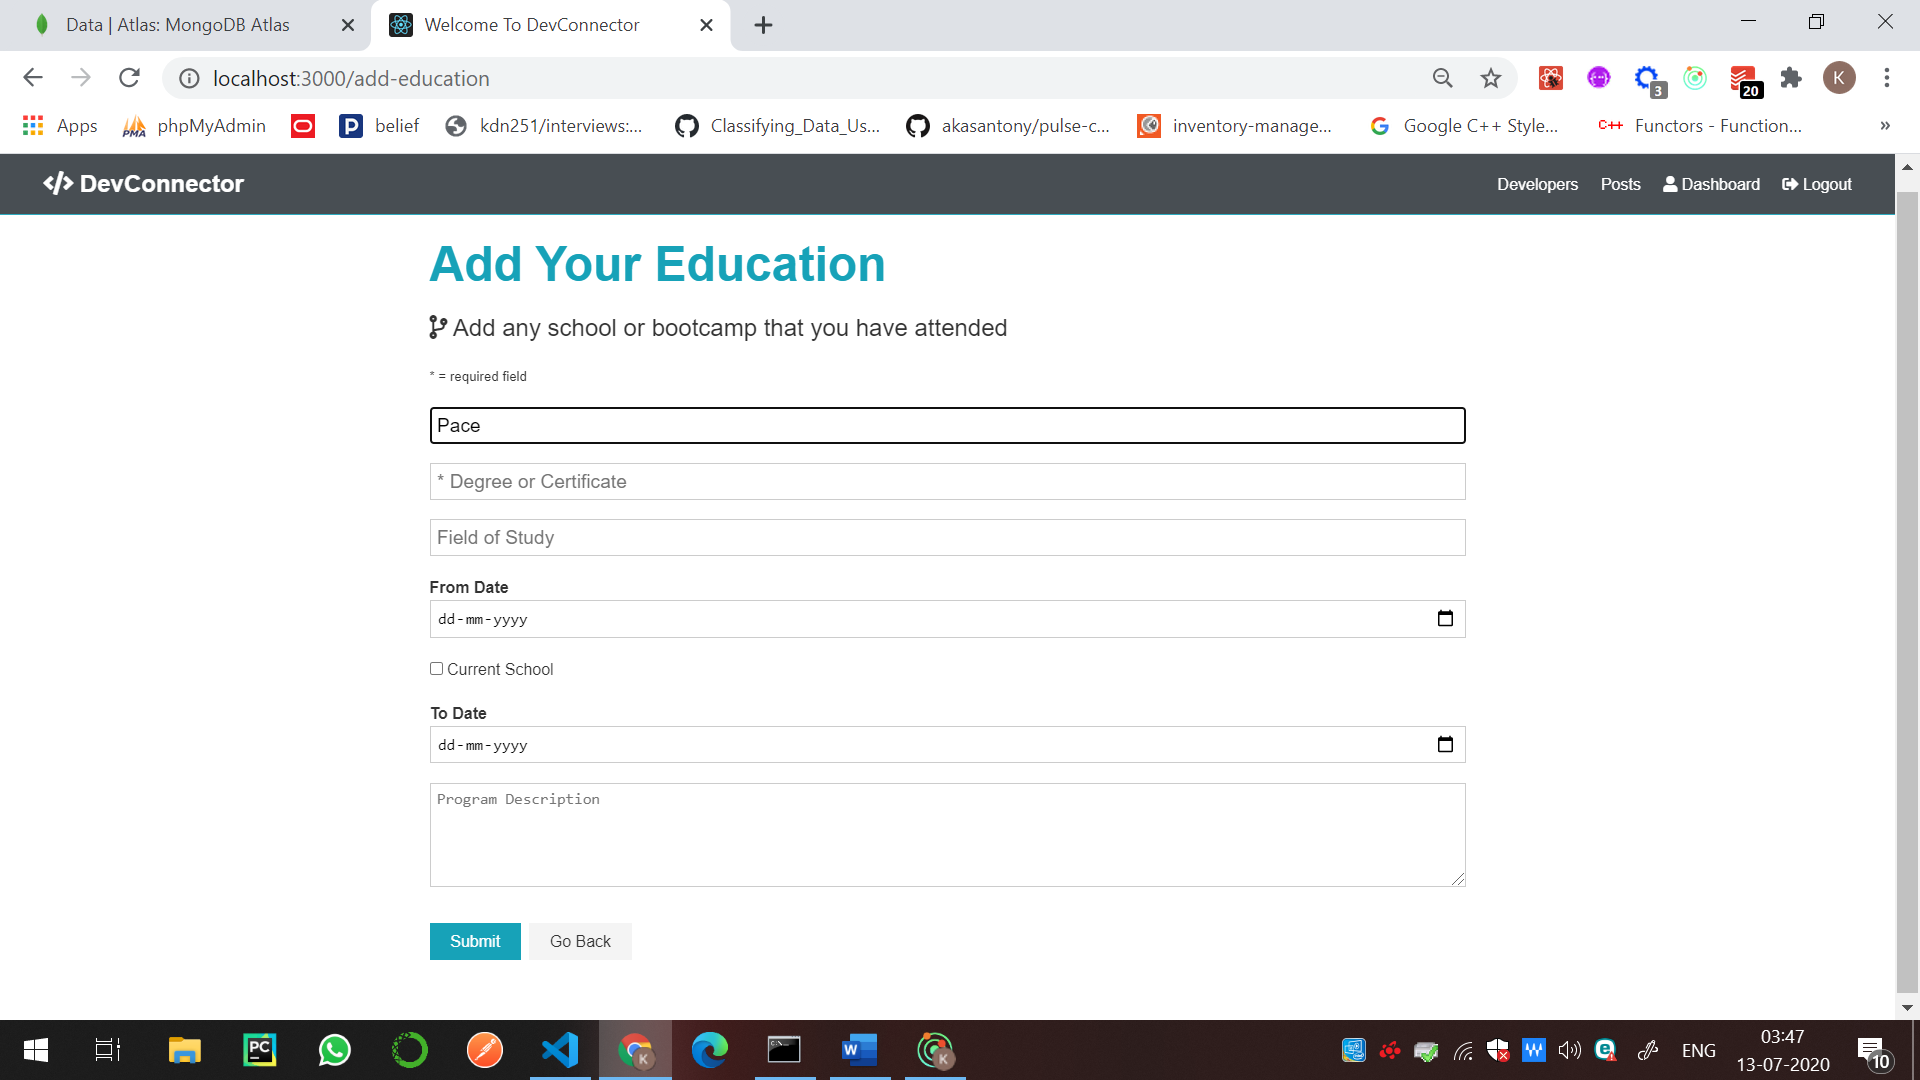 Data | Atlas: MongoDB Atlas
Welcome To DevConnector
localhost:3000/add-education
K
3
20
Apps
phpMyAdmin
belief
kdn251/interviews:...
Classifying_Data_Us...
akasantony/pulse-c...
inventory-manage...
Google C++ Style...
Functors - Function...
»
DevConnector
Developers
Posts
Dashboard
Logout
Add Your Education
Add any school or bootcamp that you have attended
* = required field
Pace
* Degree or Certificate
Field of Study
From Date
dd-mm-yyyy
Current School
To Date
dd-mm-yyyy
Program Description
Submit
Go Back
ENG
03:47
13-07-2020
10